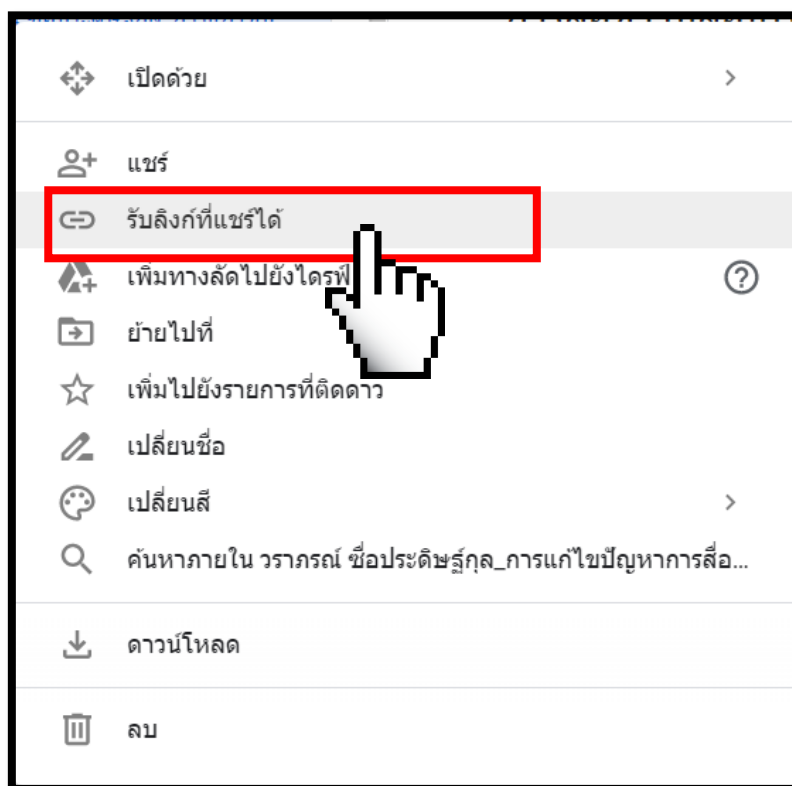 เปิดด้วย
แชร์
รับลิงก์ที่แชร์ได้
เพิ่มทางลัดไปยังไดรฟ์
ย้ายไปที่
เพิ่มไปยังรายการที่ติดดาว
เปลี่ยนชื่อ
เปลี่ยนสี
ค้นหาภายใน วราภรณ์ ซื่อประดิษฐ์กุล_การแก้ไขปัญหาการสื่อ...
ดาวน์โหลด
ลบ